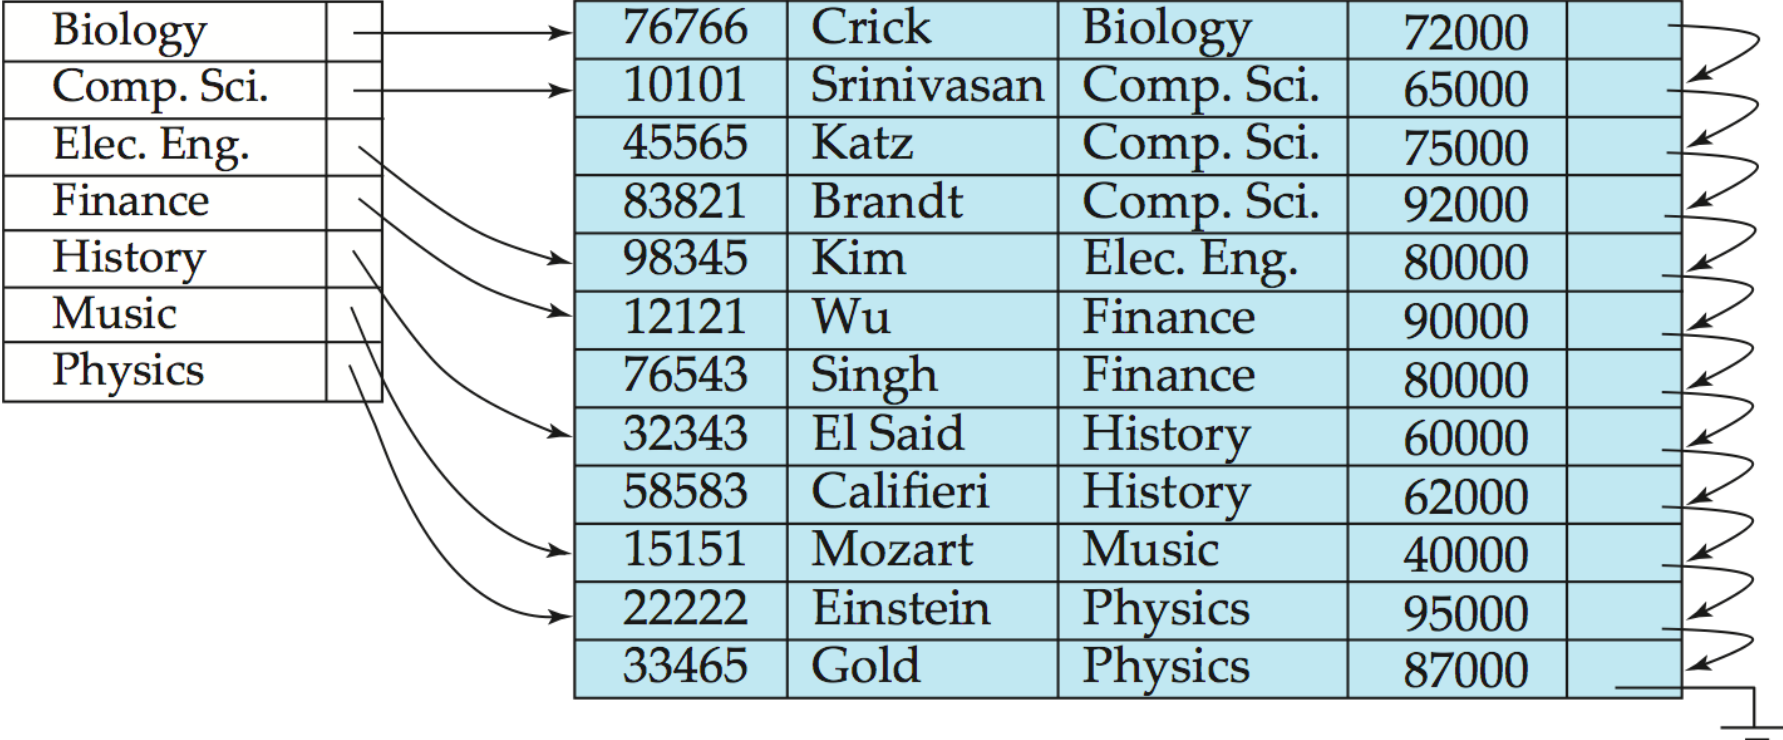 Biology
Comp. Sci.
Elec. Eng.
Finance
History
Music
Physics
76766 Crick Biology 72000
10101 Srinivasan Comp. Sci. 65000
45565 Katz Comp. Sci. 75000
83821 Brandt Comp. Sci. 92000
98345 Kim Elec. Eng. 80000
12121 Wu Finance 90000
76543 Singh Finance 80000
32343 El Said History 60000
58583 Califieri History 62000
15151 Mozart Music 40000
22222 Einstein Physics 95000
33465 Gold Physics 87000